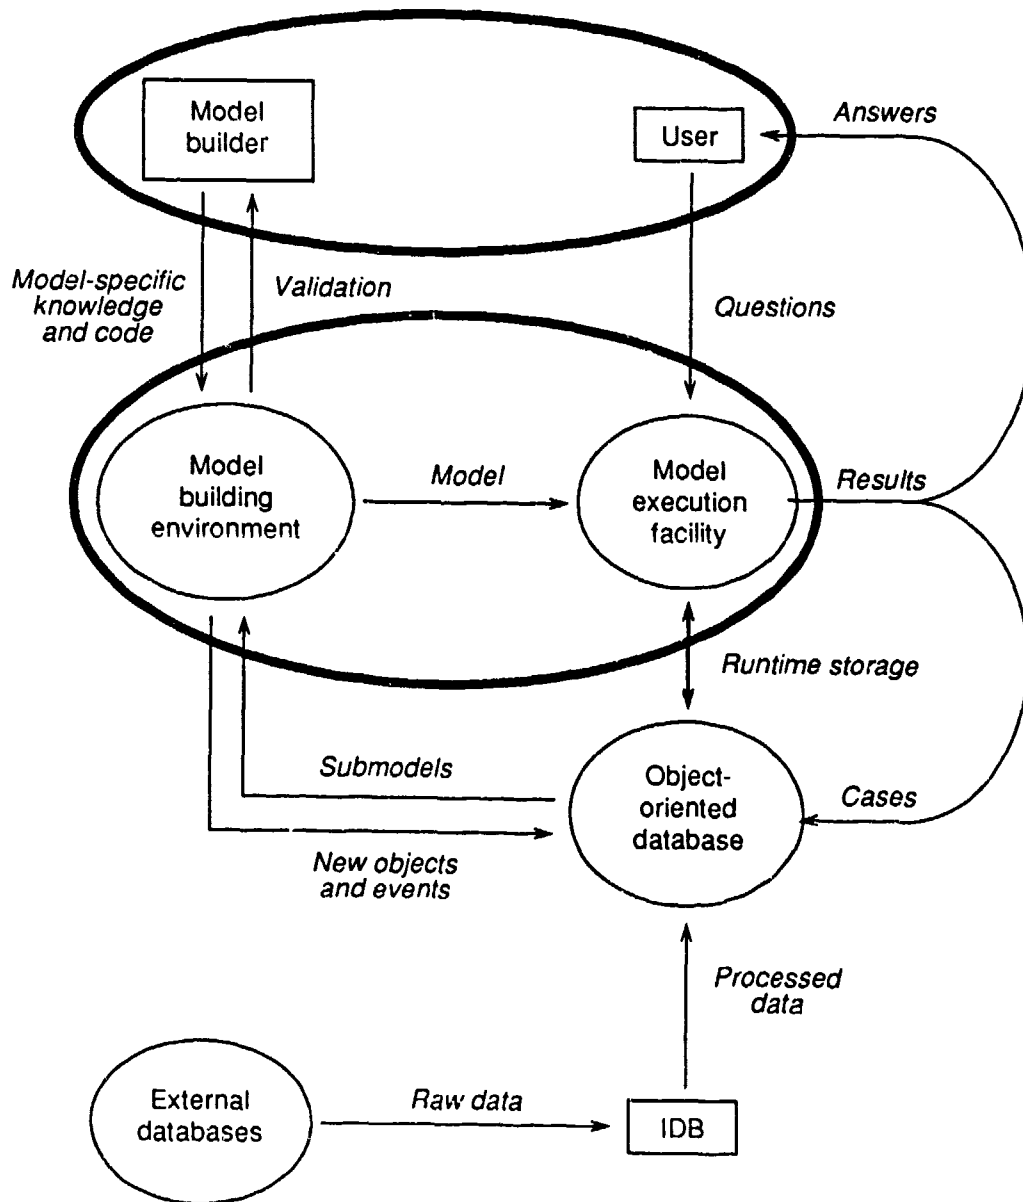 Model
builder
User
Answers
Model-specific
knowledge
and code
Validation
Questions
Model
building
environment
Model
Model
execution
facility
Results
Runtime storage
Submodels
Object-
oriented
database
Cases
New objects
and events
Processed
data
External
databases
Raw data
IDB